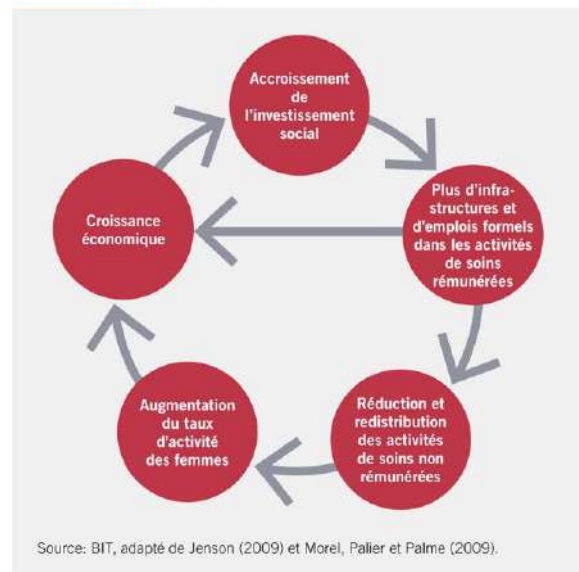 Accroissement
de
l'investissement
social
Plus d'infra-
structures et
d'emplois formels
dans les activités
de soins
rémunérées
Croissance
économique
Réduction et
redistribution
des activités
de soins non
rémunérées
Augmentation
du taux
d'activité
des femmes
Source: BIT, adapté de Jenson (2009) et Morel, Palier et Palme (2009).